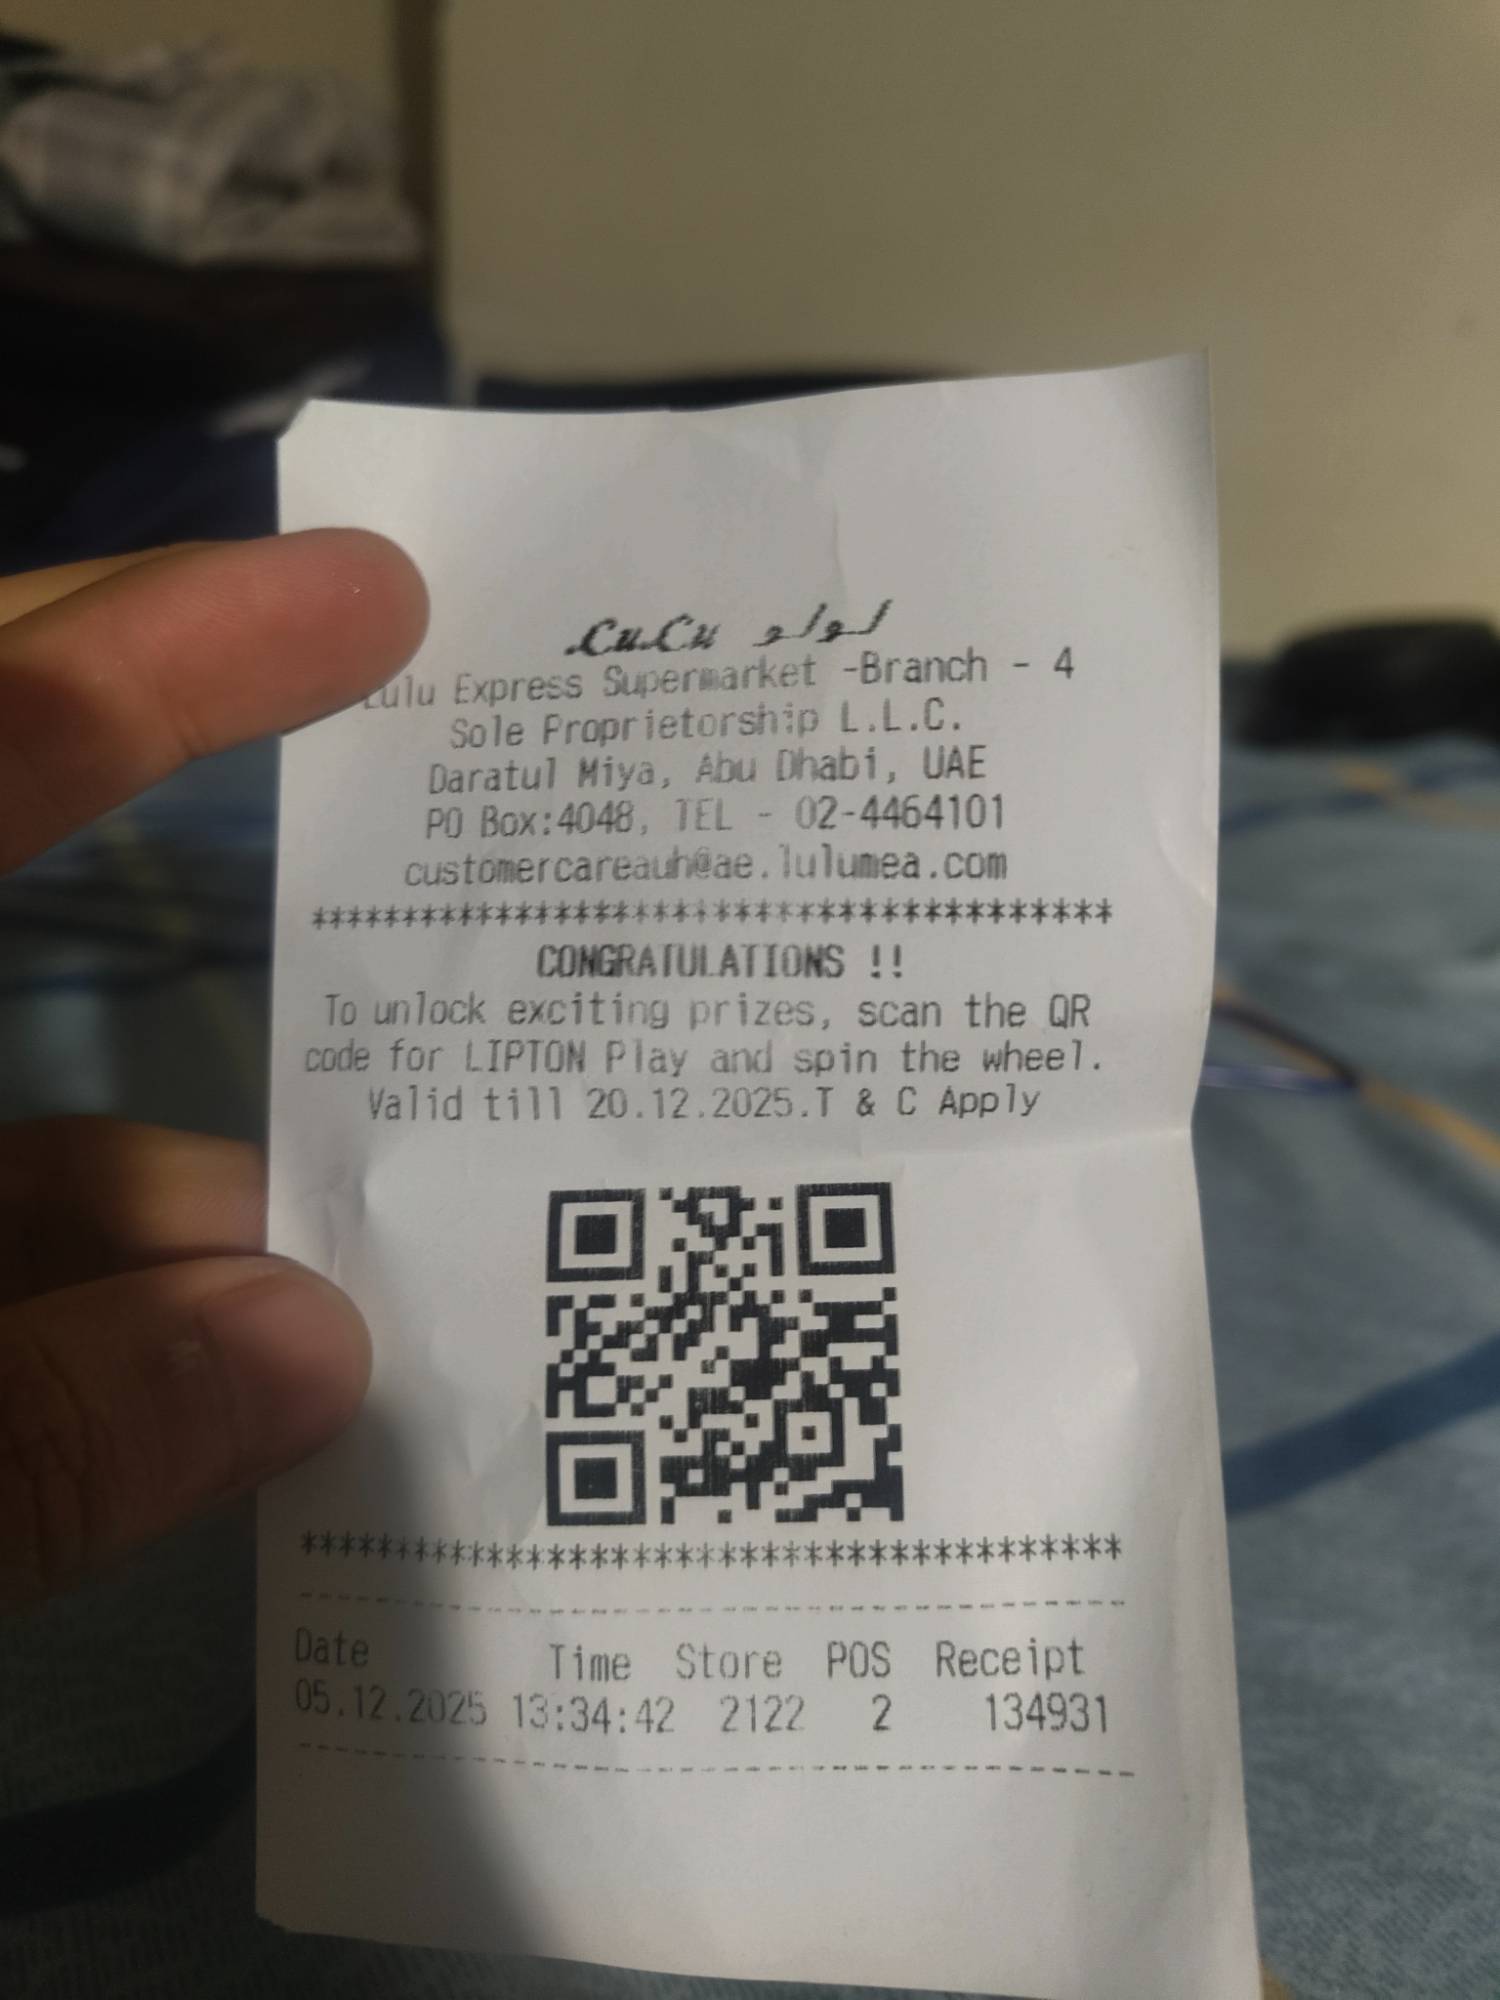 LuLu لولو
Lulu Express Supermarket -Branch - 4
Sole Proprietorship L.L.C.
Daratul Miya, Abu Dhabi, UAE
PO Box:4048, TEL - 02-4464101
customercareauh@ae.lulumea.com
******************************************
CONGRATULATIONS !!
To unlock exciting prizes, scan the QR
code for LIPTON Play and spin the wheel.
Valid till 20.12.2025.T & C Apply
******************************************
Date Time Store POS Receipt
05.12.2025 13:34:42 2122 2 134931